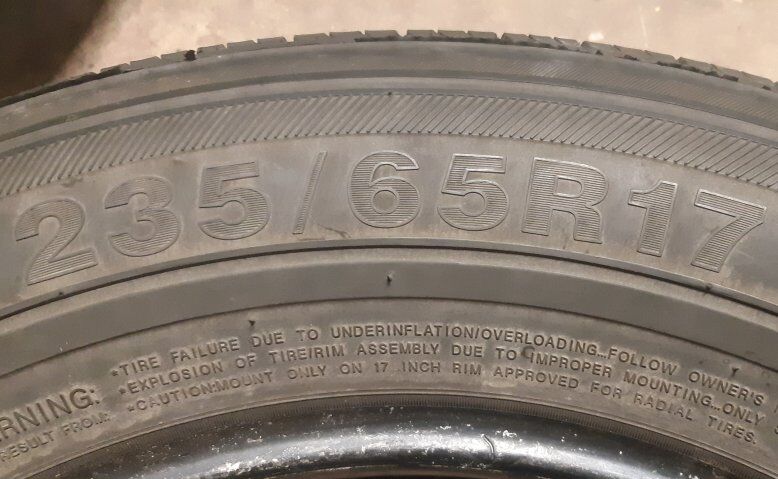 235/65R17
•TIRE FAILURE DUE TO UNDERINFLATION/OVERLOADING...FOLLOW OWNER'S
•EXPLOSION OF TIRE/RIM ASSEMBLY DUE TO IMPROPER MOUNTING...ONLY
RNING: •CAUTION:MOUNT ONLY ON 17 INCH RIM APPROVED FOR RADIAL TIRES.
RESULT FROM: